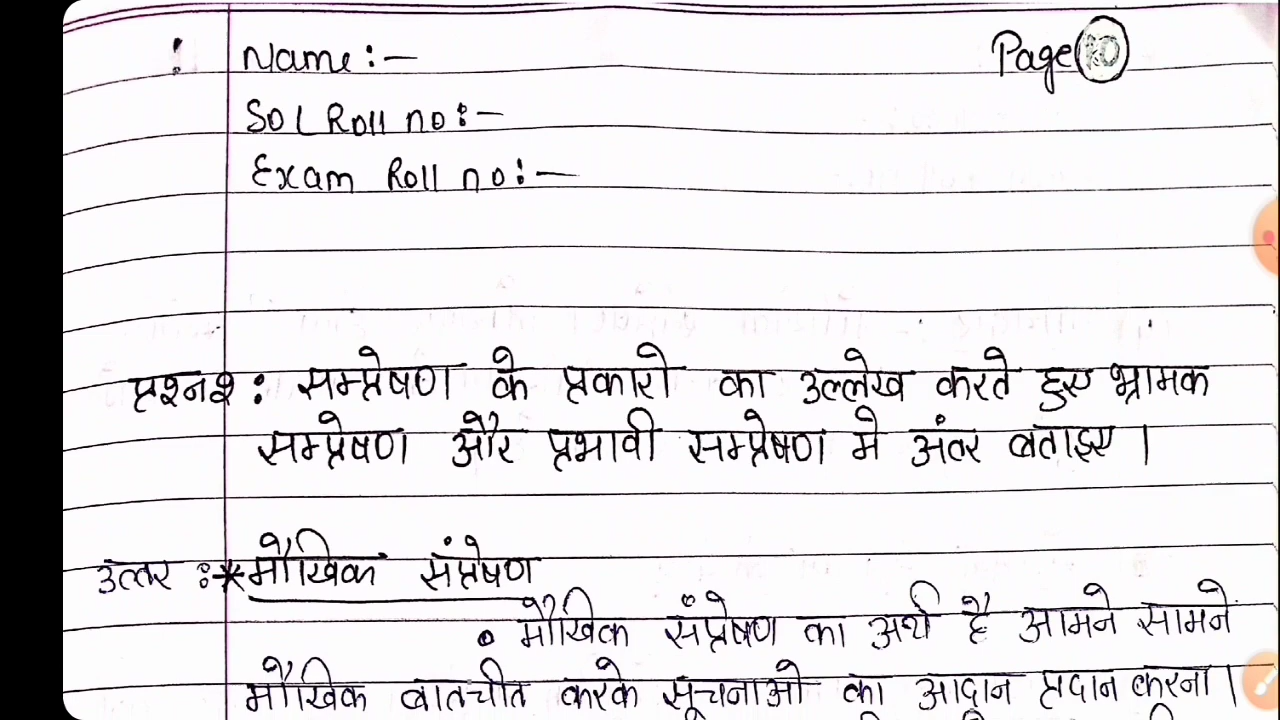 Name:-
Page
SOL Roll no:-
Exam Roll no:-
प्रश्न२: सम्प्रेषण के प्रकारो का उल्लेख करते हुए भ्रामक
सम्प्रेषण और प्रभावी सम्प्रेषण मे अंतर बताइए।
उत्तर :* मौखिक संप्रेषण
• मौखिक संप्रेषण का अर्थ है आमने सामने
मौखिक बातचीत करके सूचनाओ का आदान प्रदान करना।